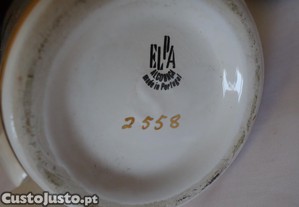 ELPA
ALCOBAÇA
made in Portugal
2558
CustoJusto.pt